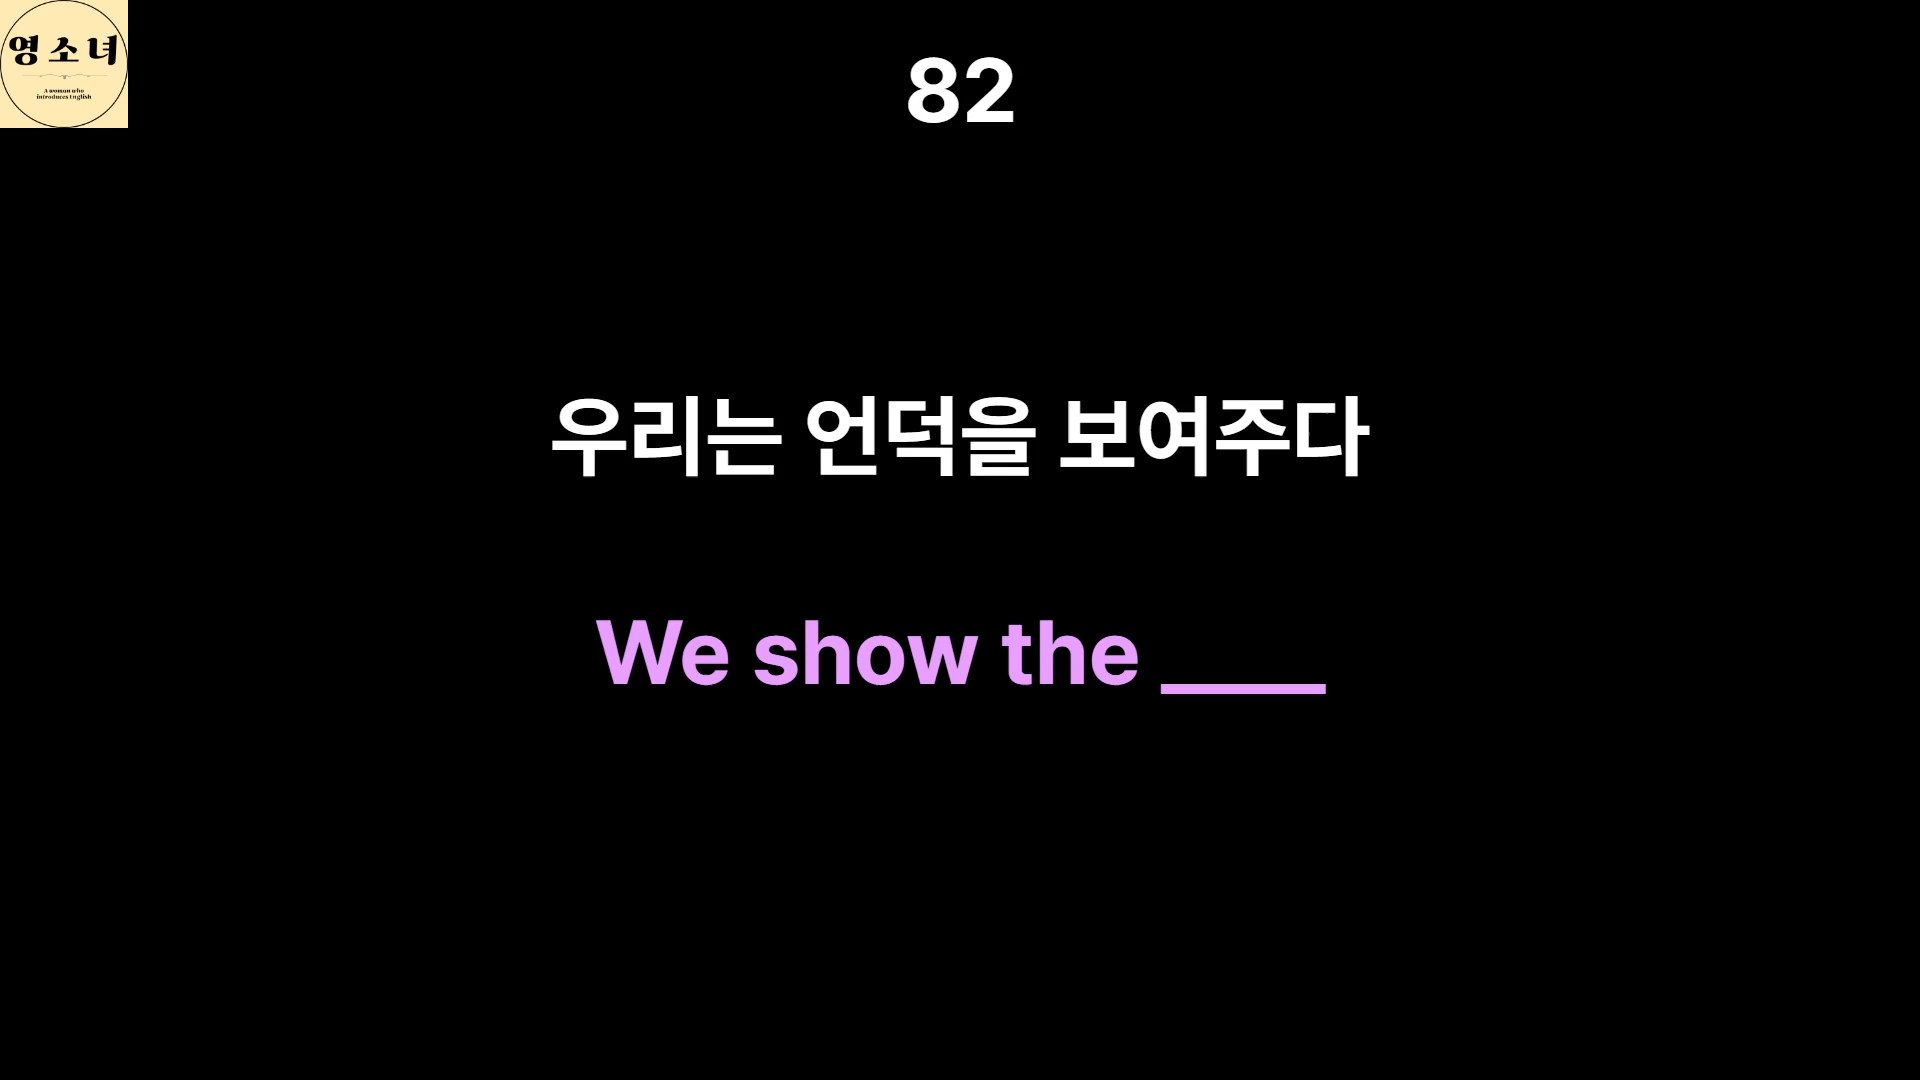 영소녀
A woman who
introduces English
82
우리는 언덕을 보여주다
We show the ____